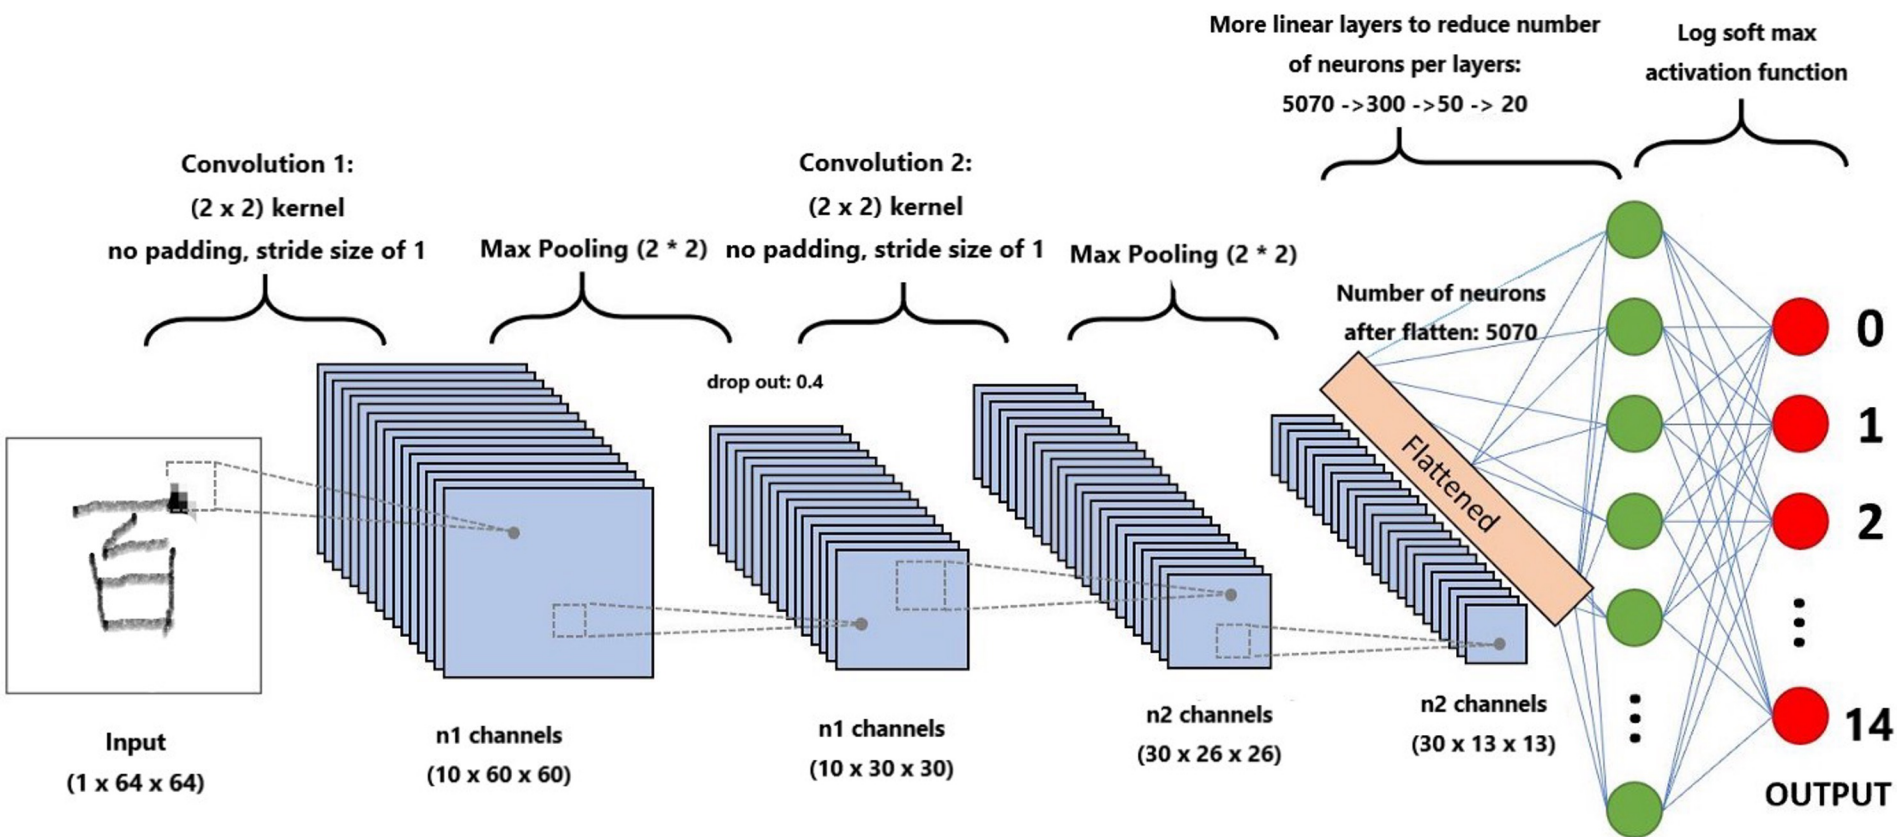 More linear layers to reduce number
of neurons per layers:
5070 ->300 ->50 -> 20
Log soft max
activation function
Convolution 1:
(2 x 2) kernel
no padding, stride size of 1
Max Pooling (2 * 2)
Convolution 2:
(2 x 2) kernel
no padding, stride size of 1
Max Pooling (2 * 2)
Number of neurons
after flatten: 5070
drop out: 0.4
Flattened
0
1
2
14
OUTPUT
言
Input
(1 x 64 x 64)
n1 channels
(10 x 60 x 60)
n1 channels
(10 x 30 x 30)
n2 channels
(30 x 26 x 26)
n2 channels
(30 x 13 x 13)